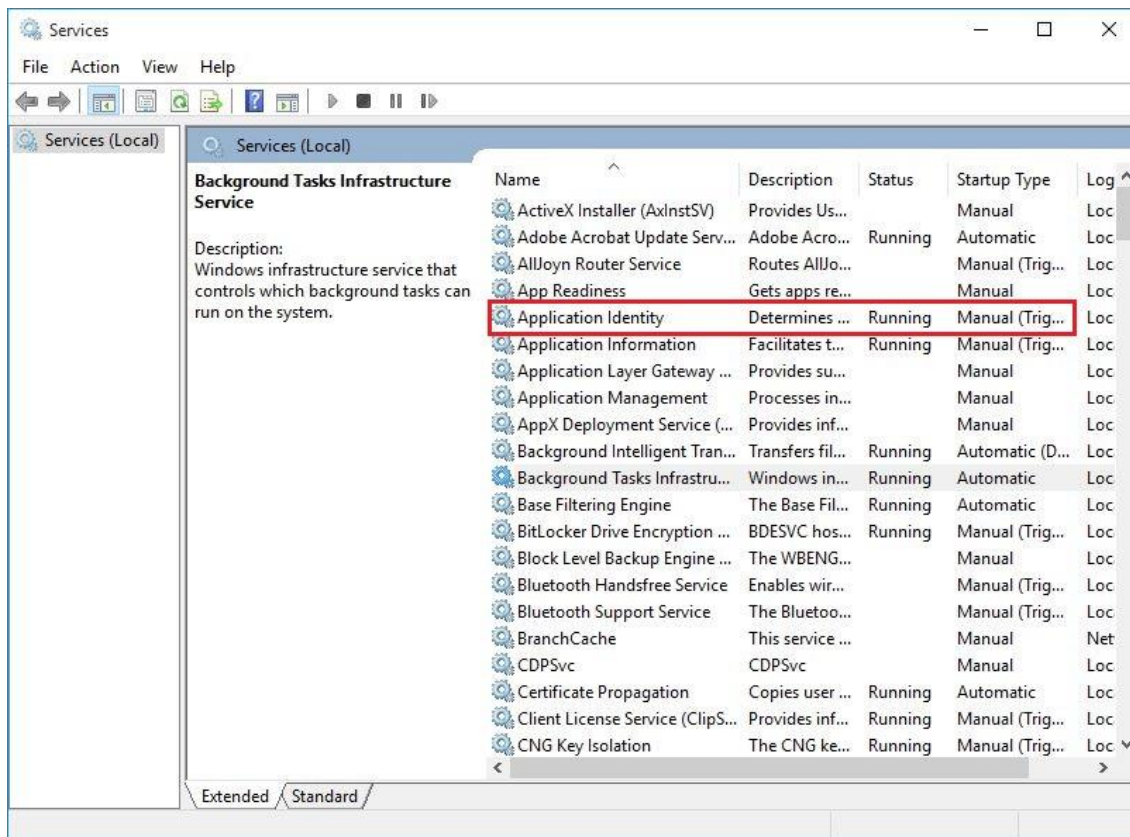 Services
File Action View Help
Services (Local)
Services (Local)
Background Tasks Infrastructure
Service
Description:
Windows infrastructure service that
controls which background tasks can
run on the system.
Name Description Status Startup Type Log
ActiveX Installer (AxInstSV) Provides Us... Manual Loc
Adobe Acrobat Update Serv... Adobe Acro... Running Automatic Loc
AllJoyn Router Service Routes AllJo... Manual (Trig... Loc
App Readiness Gets apps re... Manual Loc
Application Identity Determines ... Running Manual (Trig... Loc
Application Information Facilitates t... Running Manual (Trig... Loc
Application Layer Gateway ... Provides su... Manual Loc
Application Management Processes in... Manual Loc
AppX Deployment Service (... Provides inf... Manual Loc
Background Intelligent Tran... Transfers fil... Running Automatic (D... Loc
Background Tasks Infrastru... Windows in... Running Automatic Loc
Base Filtering Engine The Base Fil... Running Automatic Loc
BitLocker Drive Encryption ... BDESVC hos... Running Manual (Trig... Loc
Block Level Backup Engine ... The WBENG... Manual Loc
Bluetooth Handsfree Service Enables wir... Manual (Trig... Loc
Bluetooth Support Service The Bluetoo... Manual (Trig... Loc
BranchCache This service ... Manual Net
CDPSvc CDPSvc Manual Loc
Certificate Propagation Copies user ... Running Automatic Loc
Client License Service (ClipS... Provides inf... Running Manual (Trig... Loc
CNG Key Isolation The CNG ke... Running Manual (Trig... Loc
Extended Standard